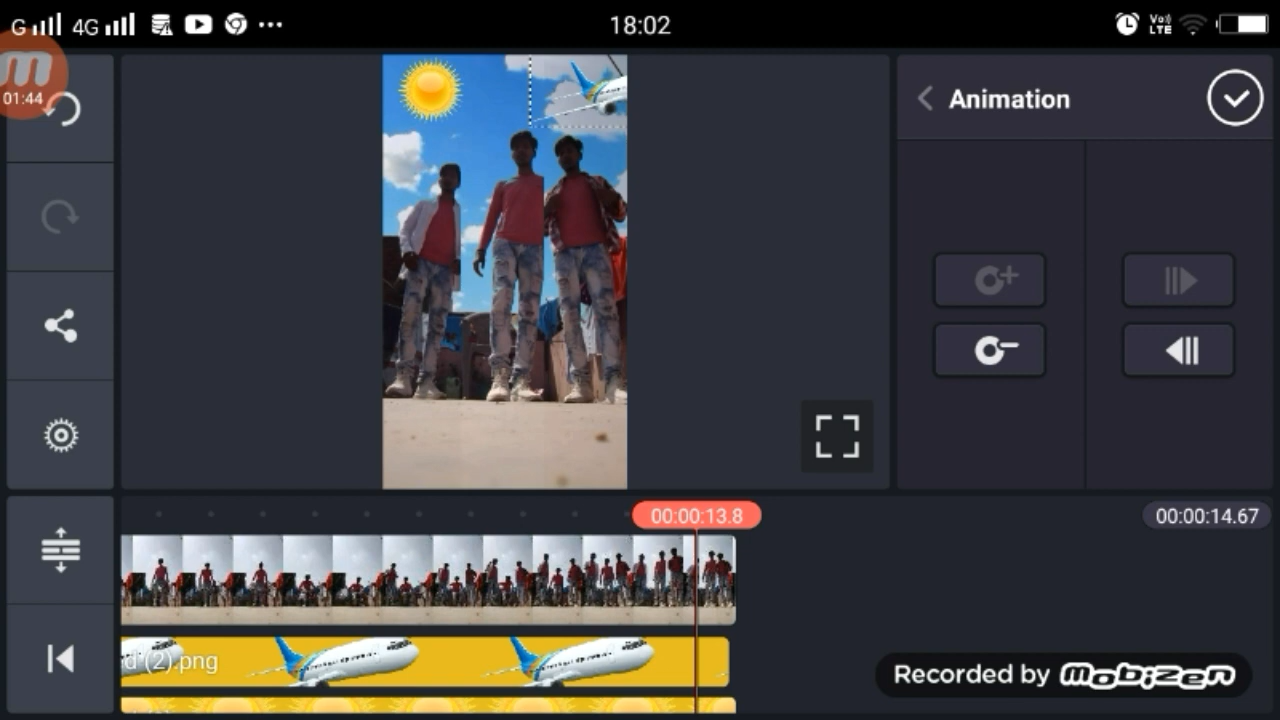 G 4G 18:02 Vo)) LTE
01:44
Animation
00:00:13.8 00:00:14.67
d (2).png
Recorded by mobizen